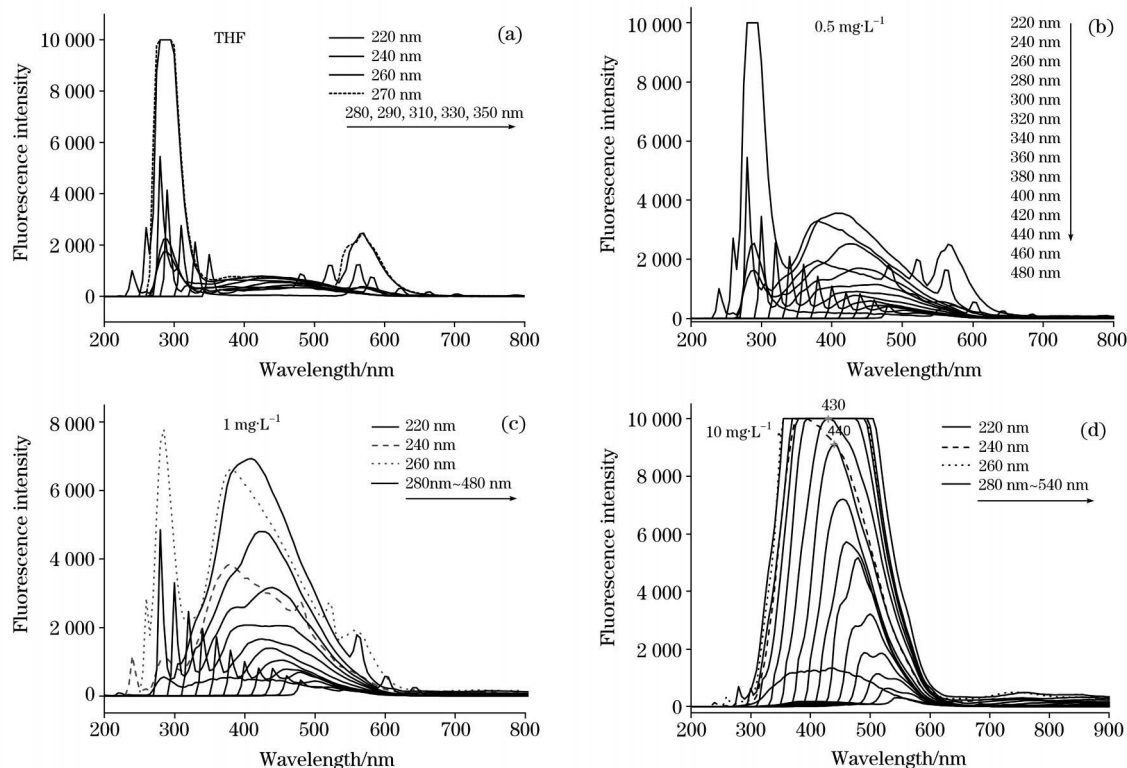 THF
(a)
220 nm
240 nm
260 nm
270 nm
280, 290, 310, 330, 350 nm
10 000
8 000
6 000
4 000
2 000
0
Fluorescence intensity
200 300 400 500 600 700 800
Wavelength/nm
0.5 mg·L⁻¹
(b)
220 nm
240 nm
260 nm
280 nm
300 nm
320 nm
340 nm
360 nm
380 nm
400 nm
420 nm
440 nm
460 nm
480 nm
10 000
8 000
6 000
4 000
2 000
0
Fluorescence intensity
200 300 400 500 600 700 800
Wavelength/nm
1 mg·L⁻¹
(c)
220 nm
240 nm
260 nm
280nm~480 nm
8 000
6 000
4 000
2 000
0
Fluorescence intensity
200 300 400 500 600 700 800
Wavelength/nm
430
440
10 mg·L⁻¹
(d)
220 nm
240 nm
260 nm
280 nm~540 nm
10 000
8 000
6 000
4 000
2 000
0
Fluorescence intensity
200 300 400 500 600 700 800 900
Wavelength/nm